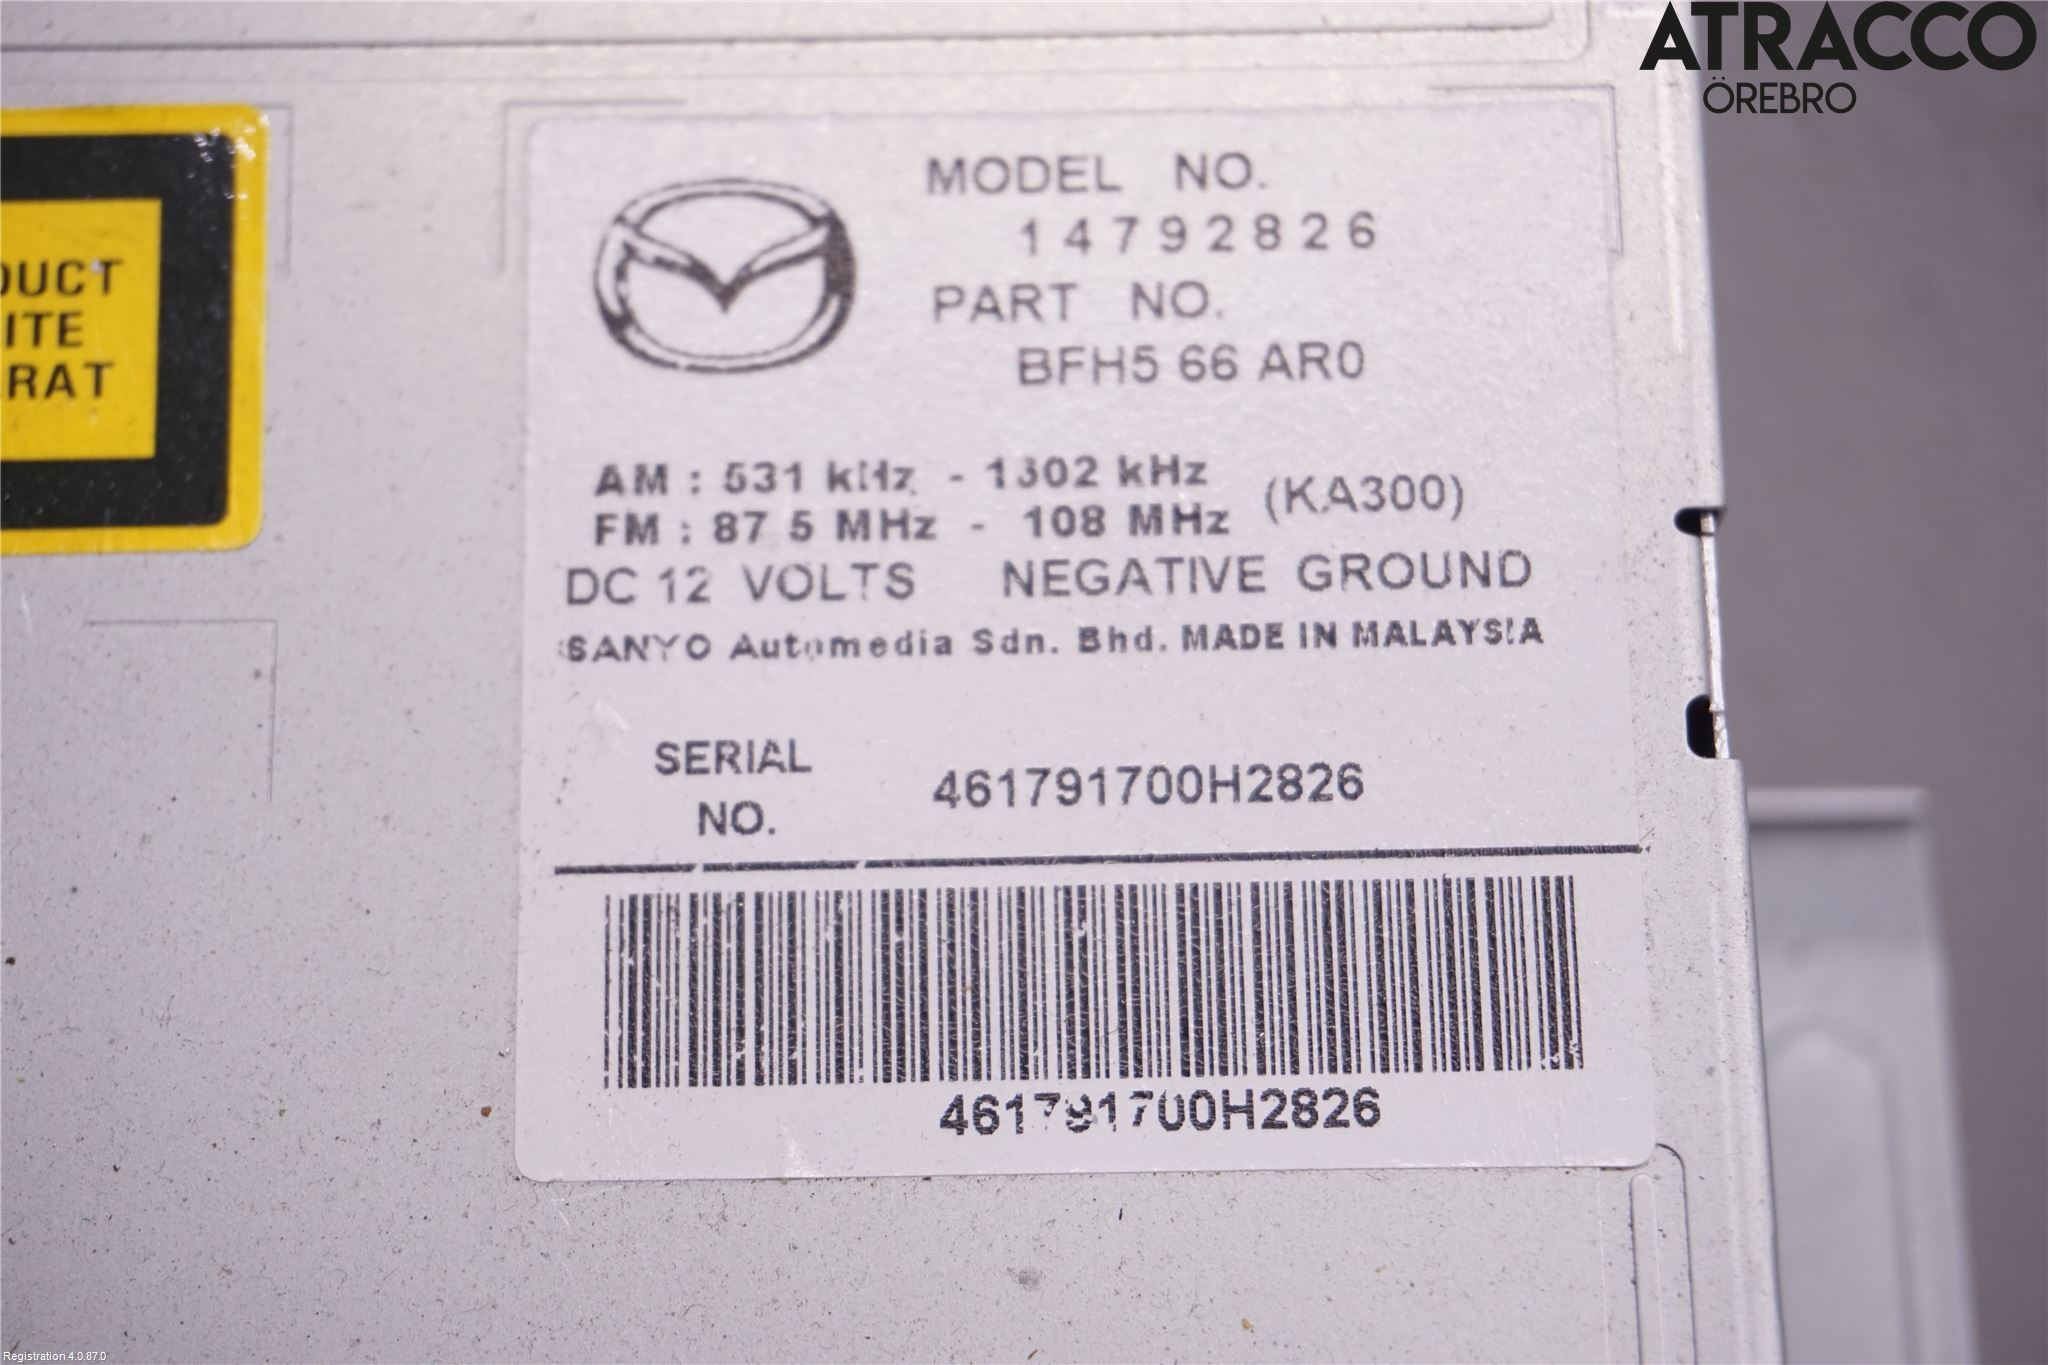 ATRACCO
ÖREBRO
DUCT
ITE
RAT
MODEL NO.
14792826
PART NO.
BFH5 66 AR0
AM : 531 kHz - 1602 kHz
FM : 87 5 MHz - 108 MHz
(KA300)
DC 12 VOLTS NEGATIVE GROUND
SANYO Automedia Sdn. Bhd. MADE IN MALAYSIA
SERIAL
NO.
461791700H2826
461791700H2826
Registration 4.0.87.0